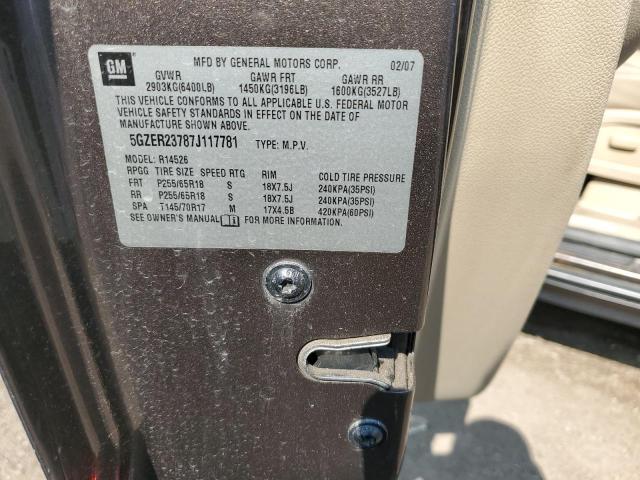 GM
MFD BY GENERAL MOTORS CORP. 02/07
GVWR GAWR FRT GAWR RR
2903KG(6400LB) 1450KG(3196LB) 1600KG(3527LB)
THIS VEHICLE CONFORMS TO ALL APPLICABLE U.S. FEDERAL MOTOR
VEHICLE SAFETY STANDARDS IN EFFECT ON THE DATE OF
MANUFACTURE SHOWN ABOVE.
5GZER23787J117781 TYPE: M.P.V.
MODEL: R14526
RPGG TIRE SIZE SPEED RTG RIM COLD TIRE PRESSURE
FRT P255/65R18 S 18X7.5J 240KPA(35PSI)
RR P255/65R18 S 18X7.5J 240KPA(35PSI)
SPA T145/70R17 M 17X4.5B 420KPA(60PSI)
SEE OWNER'S MANUAL FOR MORE INFORMATION.